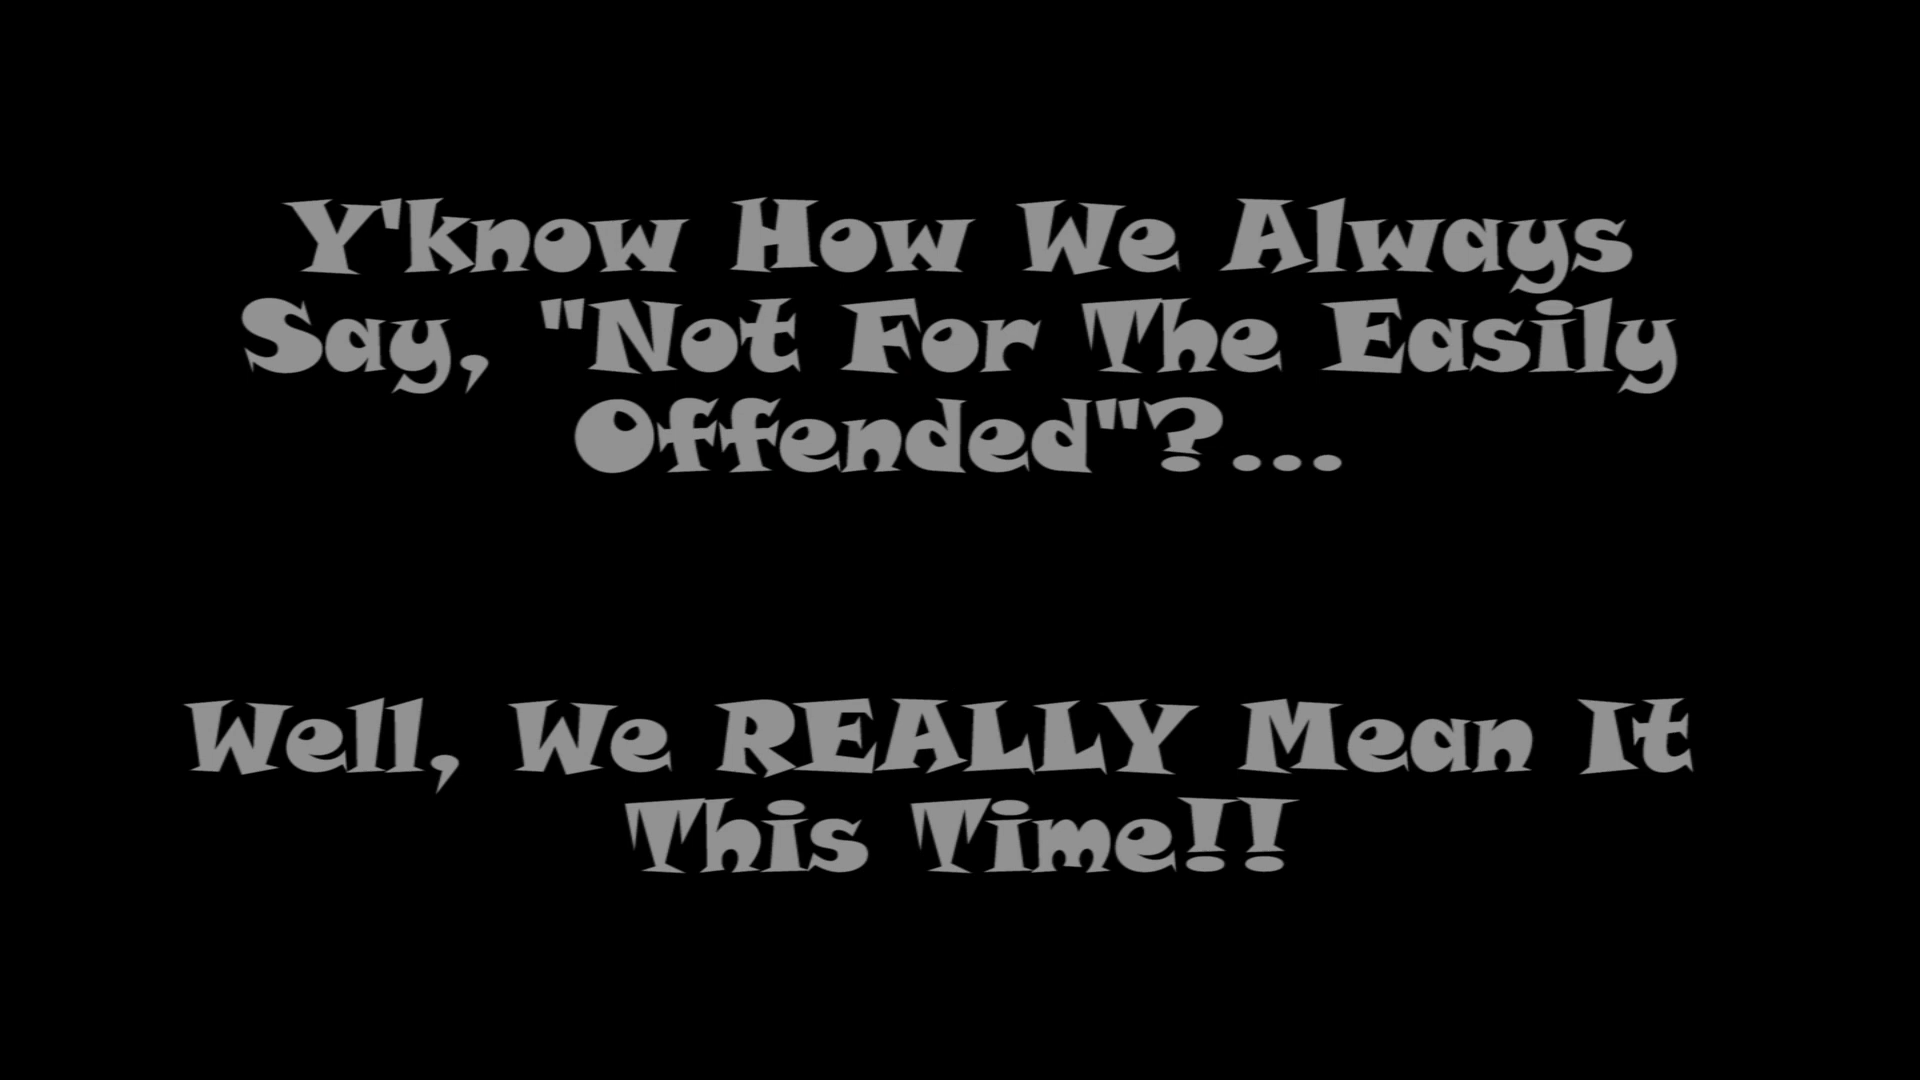 Y'know How We Always
Say, "Not For The Easily
Offended"?...
Well, We REALLY Mean It
This Time!!